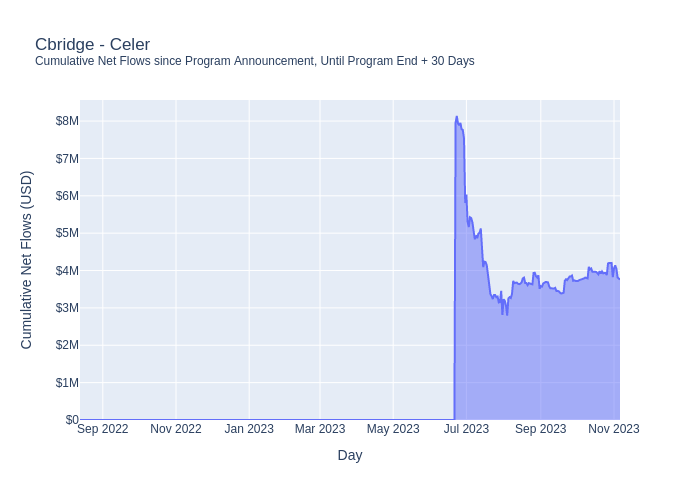 Cbridge - Celer
Cumulative Net Flows since Program Announcement, Until Program End + 30 Days
Cumulative Net Flows (USD)
$8M
$7M
$6M
$5M
$4M
$3M
$2M
$1M
$0
Sep 2022 Nov 2022 Jan 2023 Mar 2023 May 2023 Jul 2023 Sep 2023 Nov 2023
Day